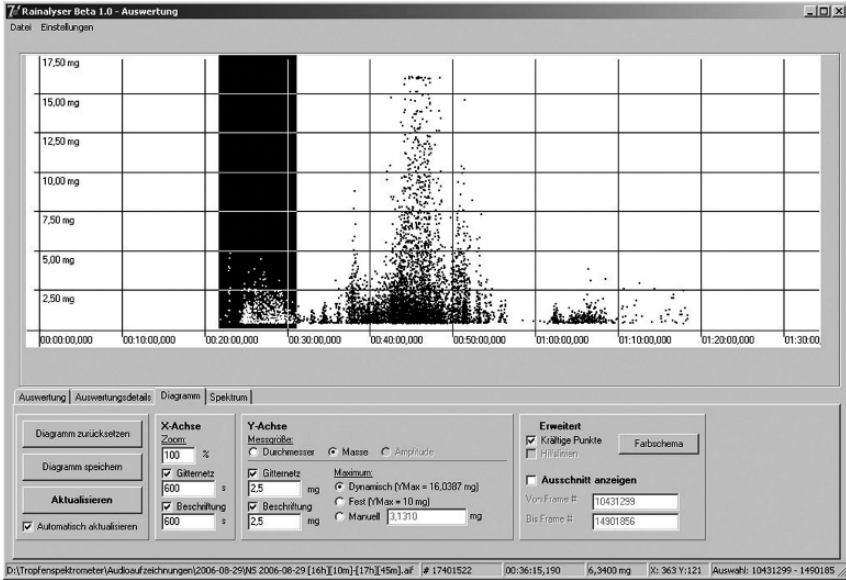 Rainalyser Beta 1.0 - Auswertung
Datei Einstellungen
17,50 mg
15,00 mg
12,50 mg
10,00 mg
7,50 mg
5,00 mg
2,50 mg
00:00:00,000 00:10:00,000 00:20:00,000 00:30:00,000 00:40:00,000 00:50:00,000 01:00:00,000 01:10:00,000 01:20:00,000 01:30:00
Auswertung Auswertungsdetails Diagramm Spektrum
Diagramm zurücksetzen
Diagramm speichern
Aktualisieren
Automatisch aktualisieren
X-Achse
Zoom:
100 %
Gitternetz
600 s
Beschriftung
600 s
Y-Achse
Messgröße:
Durchmesser Masse Amplitude
Gitternetz
2,5 mg
Beschriftung
2,5 mg
Maximum:
Dynamisch (YMax = 16,0387 mg)
Fest (YMax = 10 mg)
Manuell 3,1310 mg
Erweitert
Kräftige Punkte
Hilfslinien
Farbschema
Ausschnitt anzeigen
Von Frame # 10431299
Bis Frame # 14901856
D:\Tropfenspektrometer\Audioaufzeichnungen\2006-08-29\N5 2006-08-29 [16h][10m]-[17h][45m].aif # 17401522 00:36:15,190 6,3400 mg X: 363 Y:121 Auswahl: 10431299 - 1490185